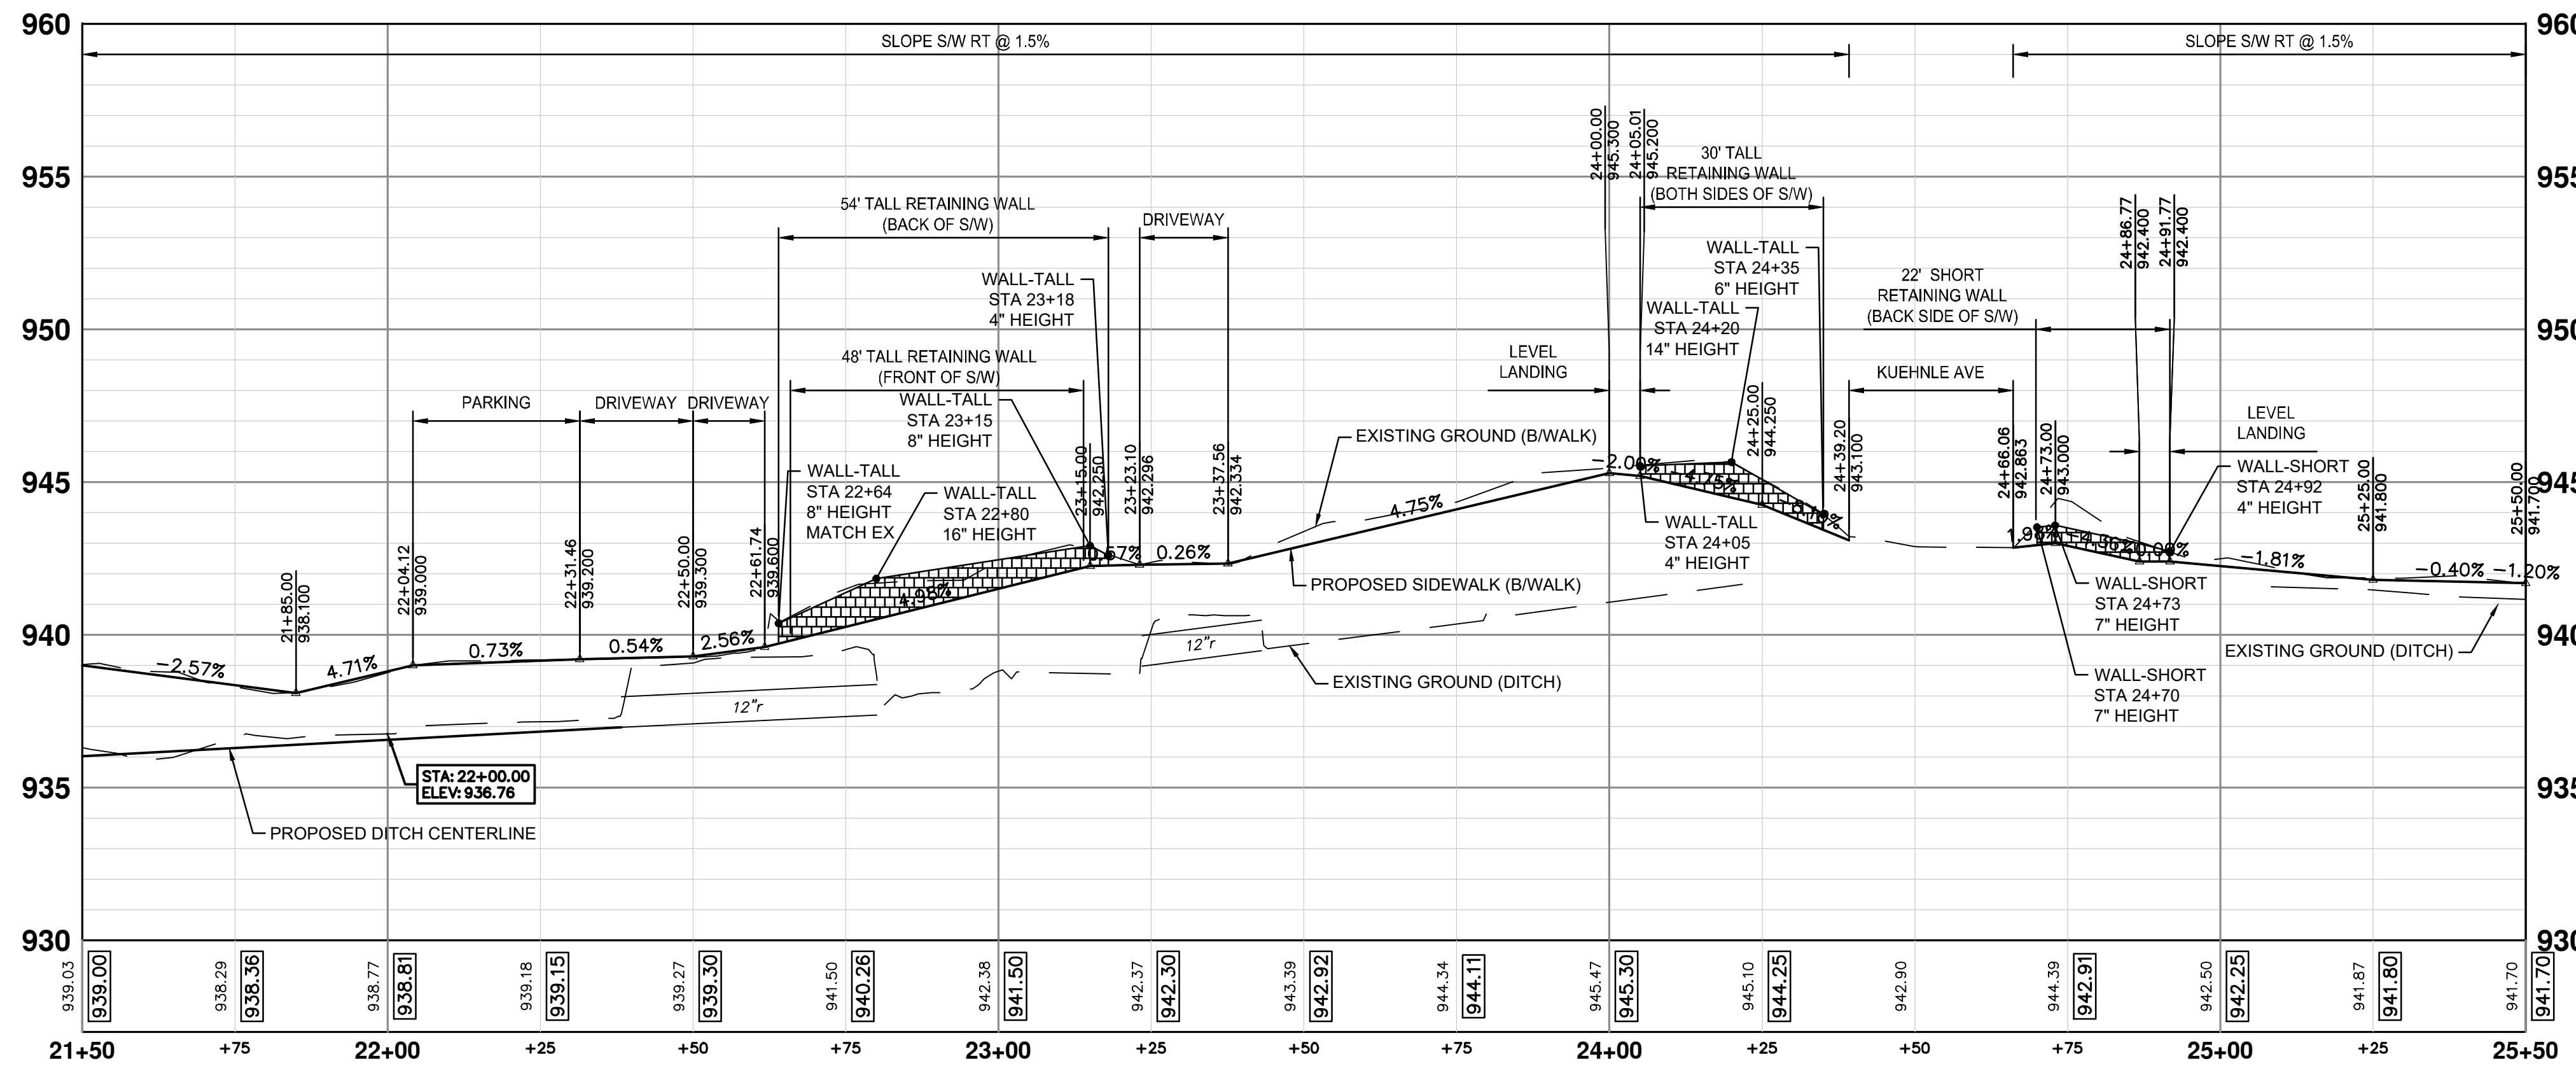 960
960
SLOPE S/W RT @ 1.5%
SLOPE S/W RT @ 1.5%
955
955
950
950
945
945
940
940
935
935
930
930
54' TALL RETAINING WALL
(BACK OF S/W)
DRIVEWAY
WALL-TALL
STA 23+18
4" HEIGHT
48' TALL RETAINING WALL
(FRONT OF S/W)
WALL-TALL
STA 23+15
8" HEIGHT
PARKING
DRIVEWAY
DRIVEWAY
WALL-TALL
STA 22+64
8" HEIGHT
MATCH EX
WALL-TALL
STA 22+80
16" HEIGHT
30' TALL
RETAINING WALL
(BOTH SIDES OF S/W)
WALL-TALL
STA 24+35
6" HEIGHT
WALL-TALL
STA 24+20
14" HEIGHT
LEVEL
LANDING
22' SHORT
RETAINING WALL
(BACK SIDE OF S/W)
KUEHNLE AVE
LEVEL
LANDING
EXISTING GROUND (B/WALK)
PROPOSED SIDEWALK (B/WALK)
EXISTING GROUND (DITCH)
WALL-TALL
STA 24+05
4" HEIGHT
WALL-SHORT
STA 24+92
4" HEIGHT
WALL-SHORT
STA 24+73
7" HEIGHT
WALL-SHORT
STA 24+70
7" HEIGHT
EXISTING GROUND (DITCH)
21+85.00
938.100
22+04.12
939.000
22+31.46
939.200
22+50.00
939.300
22+61.74
939.600
23+15.00
942.250
23+23.10
942.296
23+37.56
942.334
24+00.00
945.300
24+05.01
945.200
24+25.00
944.250
24+39.20
943.100
24+66.06
942.863
24+73.00
943.000
24+86.77
942.400
24+91.77
942.400
25+25.00
941.800
25+50.00
941.700
-2.57%
4.71%
0.73%
0.54%
2.56%
4.98%
0.57%
0.26%
4.75%
-2.00%
-4.75%
1.98%
0.00%
-1.81%
-0.40%
-1.20%
12"r
12"r
STA: 22+00.00
ELEV: 936.76
PROPOSED DITCH CENTERLINE
939.03
939.00
938.29
938.36
938.77
938.81
939.18
939.15
939.27
939.30
941.50
940.26
942.38
941.50
942.37
942.30
943.39
942.92
944.34
944.11
945.47
945.30
945.10
944.25
942.90
944.39
942.91
942.50
942.25
941.87
941.80
941.70
941.70
21+50
+75
22+00
+25
+50
+75
23+00
+25
+50
+75
24+00
+25
+50
+75
25+00
+25
25+50